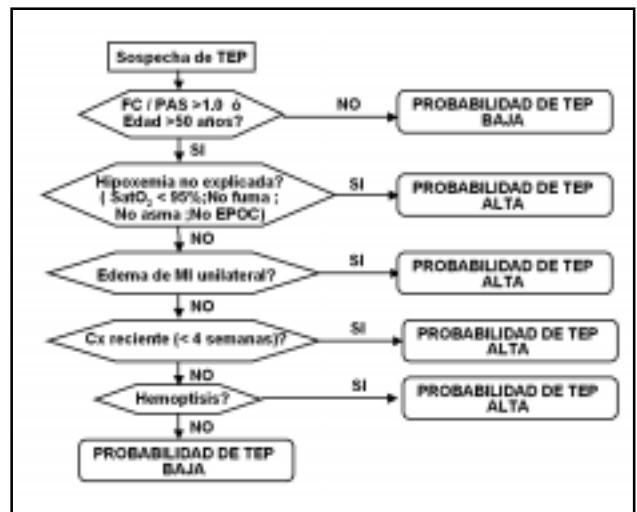 Sospecha de TEP
FC / PAS >1.0 ó
Edad >50 años?
NO
PROBABILIDAD DE TEP
BAJA
SI
Hipoxemia no explicada?
( SatO₂ < 95%;No fuma ;
No asma ;No EPOC)
SI
PROBABILIDAD DE TEP
ALTA
NO
Edema de MI unilateral?
SI
PROBABILIDAD DE TEP
ALTA
NO
Cx reciente (< 4 semanas)?
SI
PROBABILIDAD DE TEP
ALTA
NO
Hemoptisis?
SI
PROBABILIDAD DE TEP
ALTA
NO
PROBABILIDAD DE TEP
BAJA